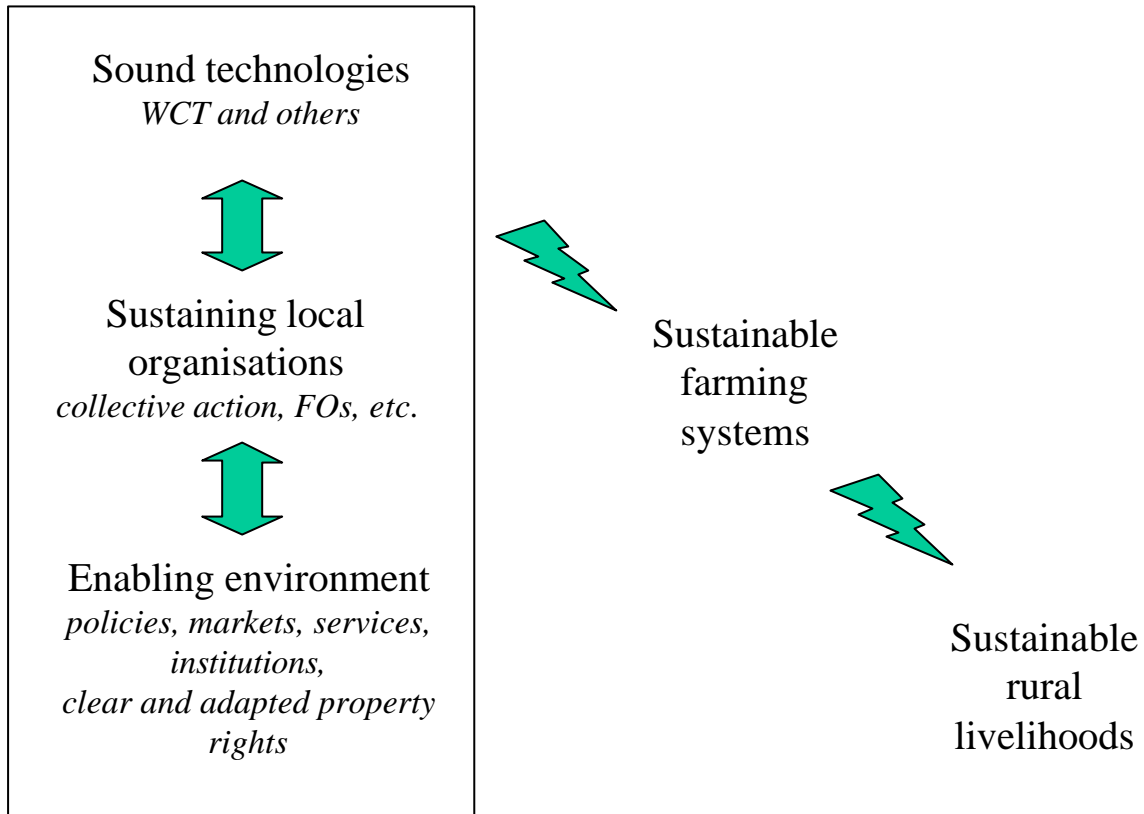 Sound technologies
WCT and others
Sustaining local
organisations
collective action, FOs, etc.
Enabling environment
policies, markets, services,
institutions,
clear and adapted property
rights
Sustainable
farming
systems
Sustainable
rural
livelihoods